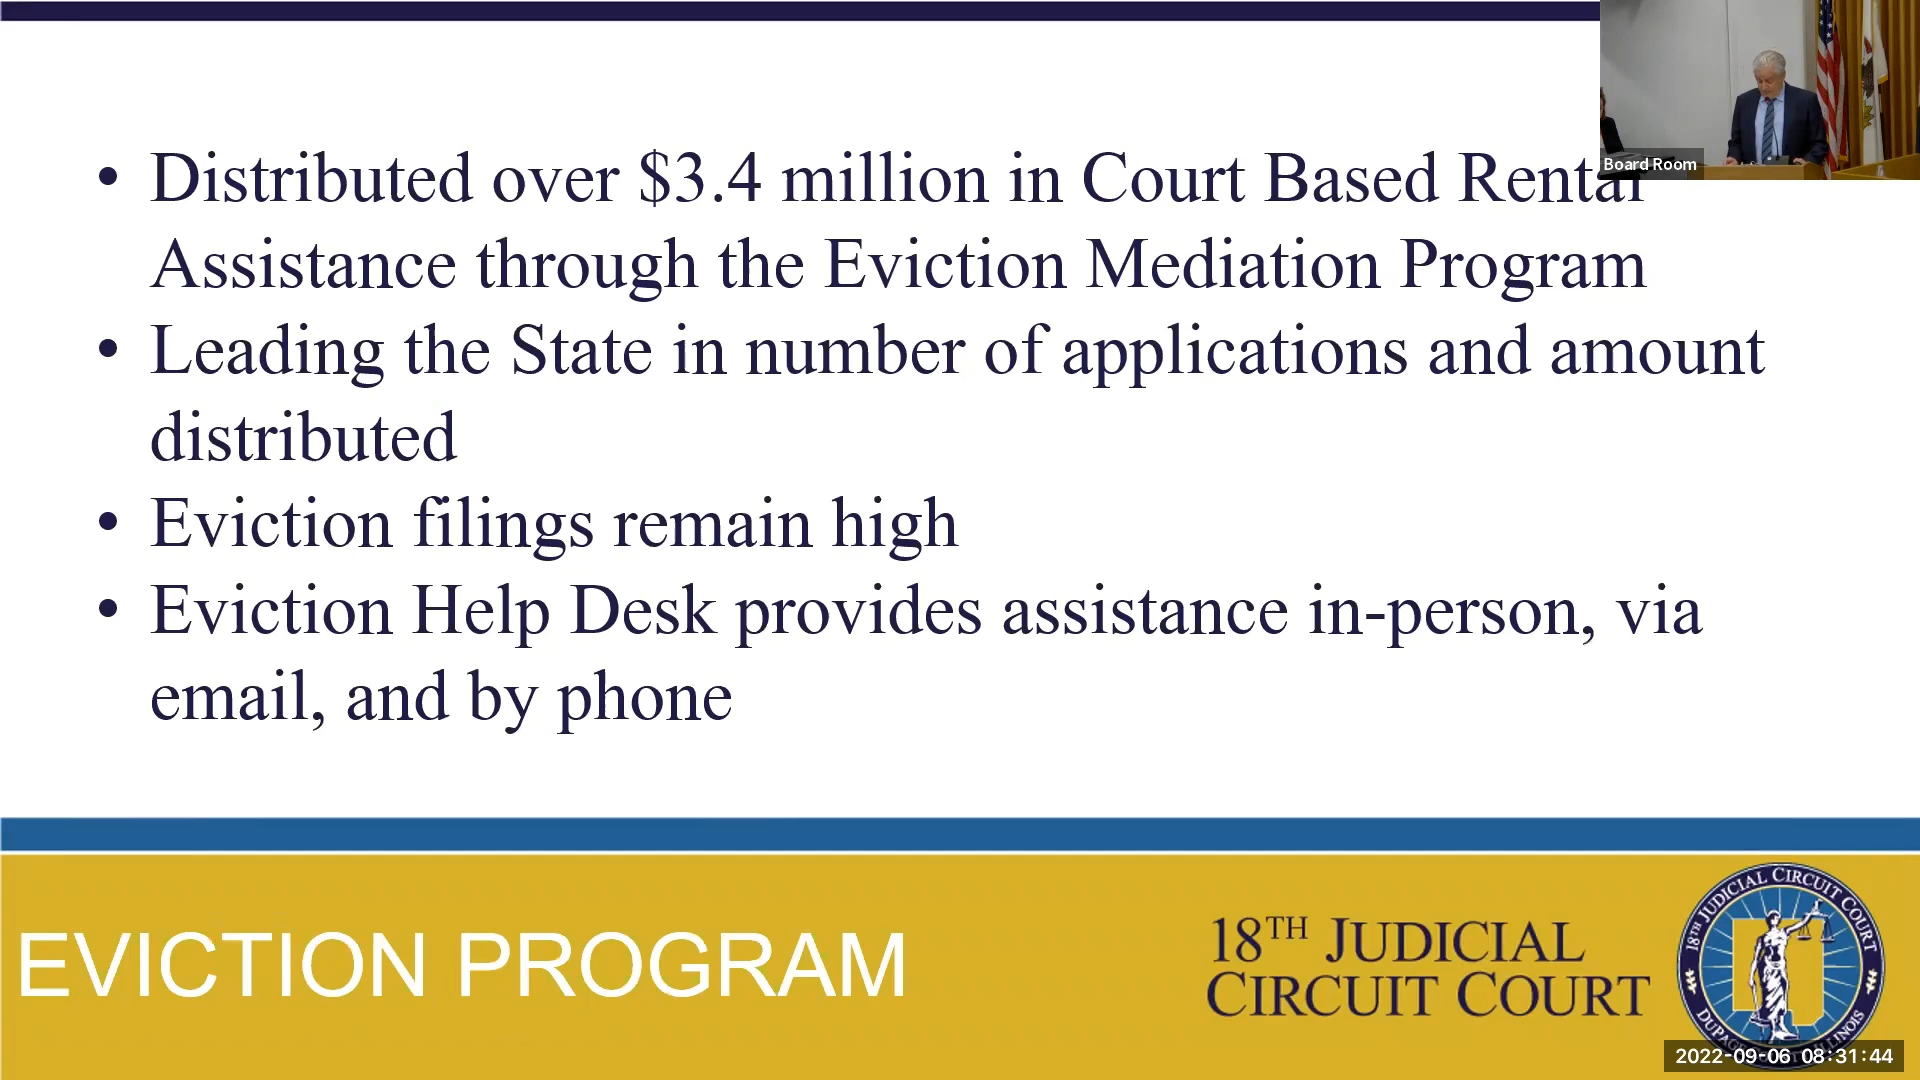 • Distributed over $3.4 million in Court Based Rental
Assistance through the Eviction Mediation Program
• Leading the State in number of applications and amount
distributed
• Eviction filings remain high
• Eviction Help Desk provides assistance in-person, via
email, and by phone
Board Room
EVICTION PROGRAM
18TH JUDICIAL
CIRCUIT COURT
18TH JUDICIAL CIRCUIT COURT
ILLINOIS
2022-09-06 08:31:44